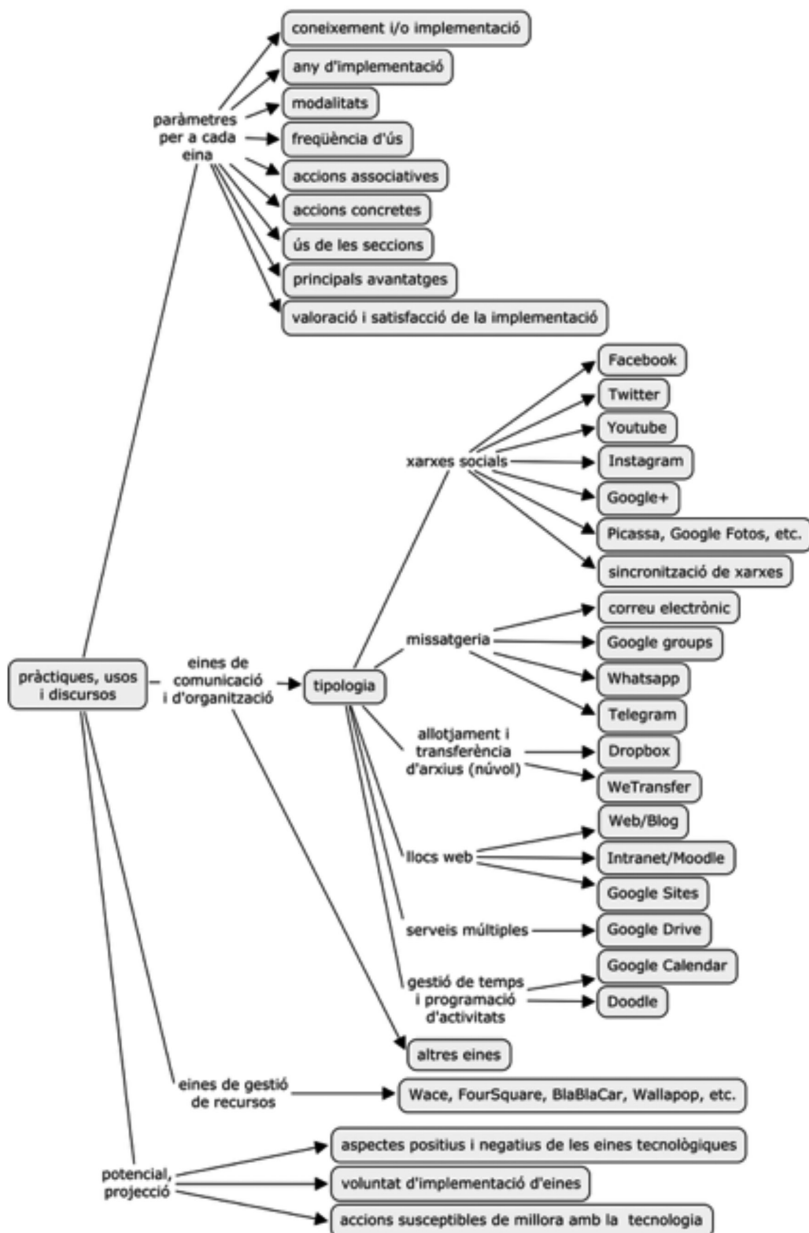 coneixement i/o implementació
any d'implementació
modalitats
paràmetres
per a cada
eina
freqüència d'ús
accions associatives
accions concretes
ús de les seccions
principals avantatges
valoració i satisfacció de la implementació
Facebook
Twitter
Youtube
xarxes socials
Instagram
Google+
Picassa, Google Fotos, etc.
sincronització de xarxes
correu electrònic
missatgeria
Google groups
Whatsapp
Telegram
pràctiques, usos
i discursos
eines de
comunicació
i d'organització
tipologia
allotjament i
transferència
d'arxius (núvol)
Dropbox
WeTransfer
Web/Blog
llocs web
Intranet/Moodle
Google Sites
serveis múltiples
Google Drive
Google Calendar
gestió de temps
i programació
d'activitats
Doodle
altres eines
eines de gestió
de recursos
Wace, FourSquare, BlaBlaCar, Wallapop, etc.
aspectes positius i negatius de les eines tecnològiques
potencial,
projecció
voluntat d'implementació d'eines
accions susceptibles de millora amb la tecnologia